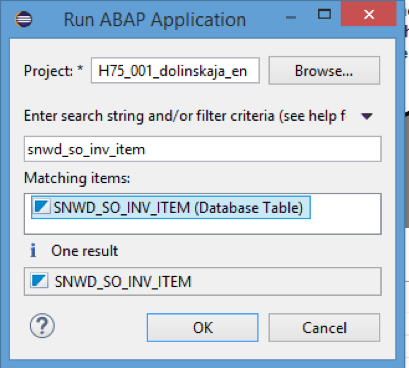 Run ABAP Application
Project: * H75_001_dolinskaja_en Browse...
Enter search string and/or filter criteria (see help f
snwd_so_inv_item
Matching items:
SNWD_SO_INV_ITEM (Database Table)
One result
SNWD_SO_INV_ITEM
OK Cancel